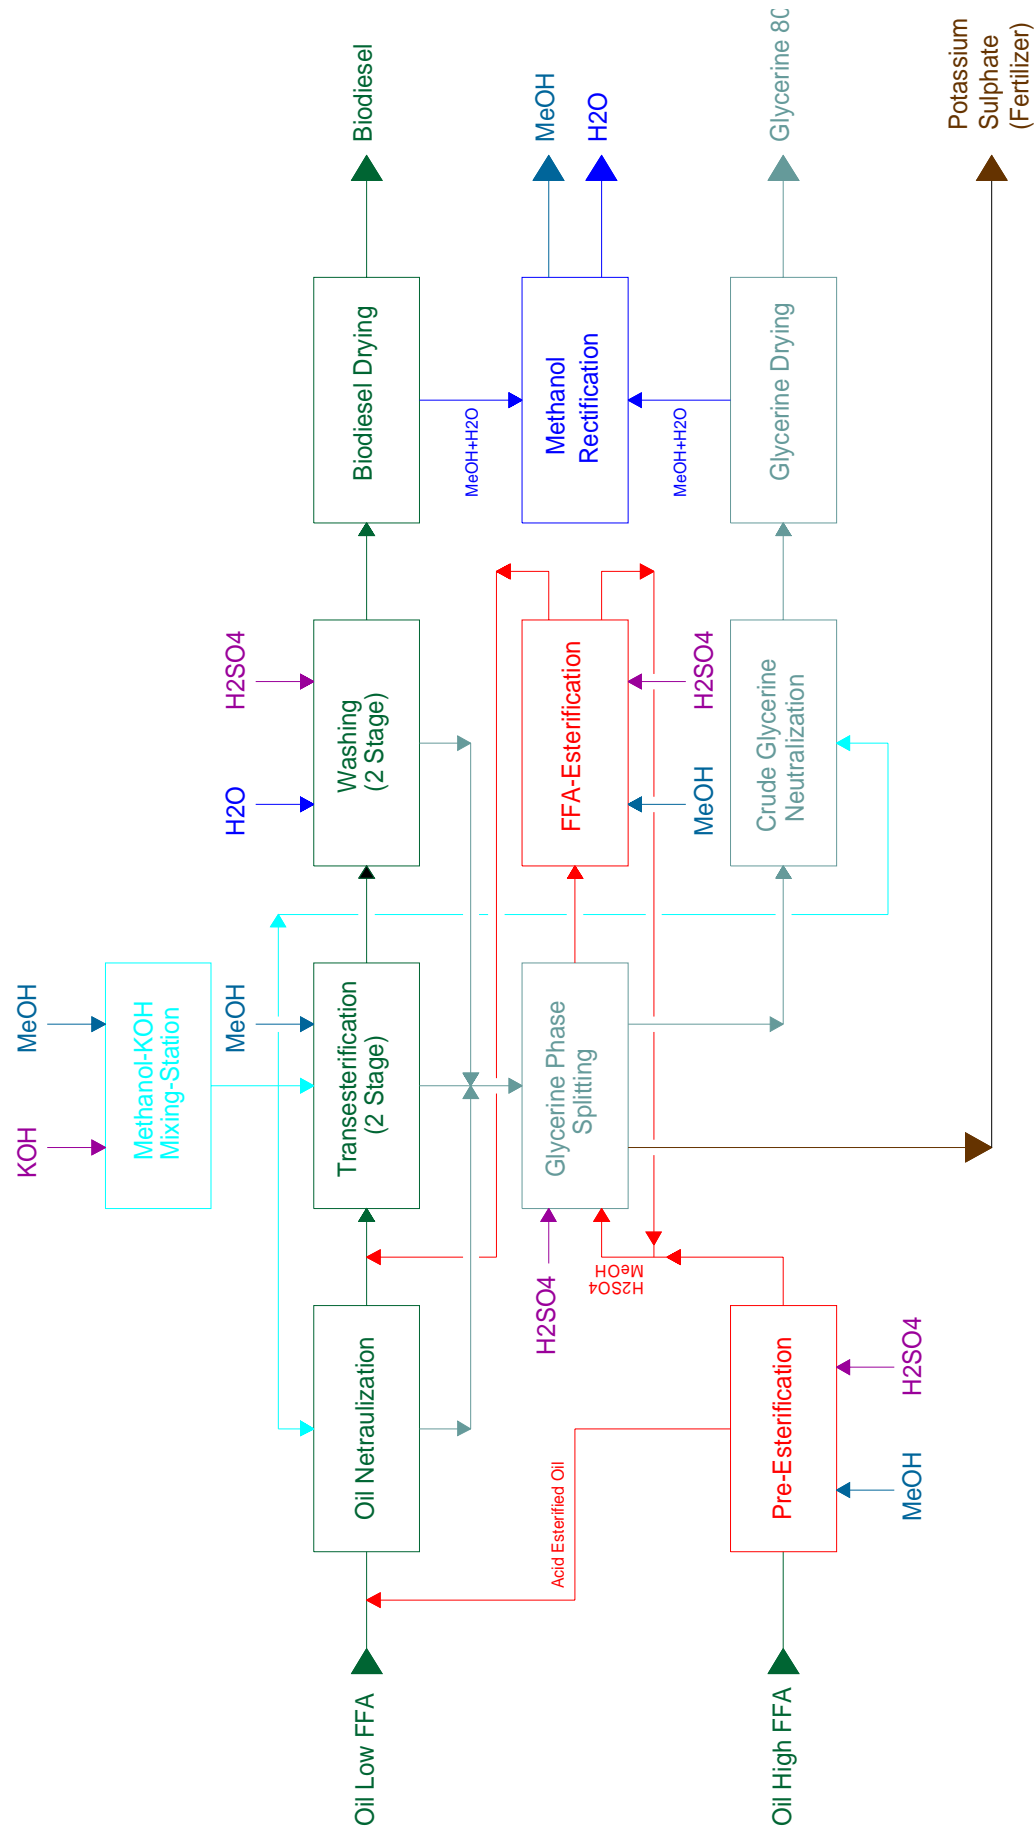 KOH
MeOH
Methanol-KOH
Mixing-Station
MeOH
H2O
H2SO4
Oil Low FFA
Oil Netraulization
Transesterification
(2 Stage)
Washing
(2 Stage)
Biodiesel Drying
Biodiesel
MeOH+H2O
Acid Esterified Oil
H2SO4
Glycerine Phase
Splitting
FFA-Esterification
Methanol
Rectification
MeOH
H2O
H2SO4
MeOH
MeOH
H2SO4
MeOH+H2O
Oil High FFA
Pre-Esterification
Crude Glycerine
Neutralization
Glycerine Drying
Glycerine 80
MeOH
H2SO4
Potassium
Sulphate
(Fertilizer)